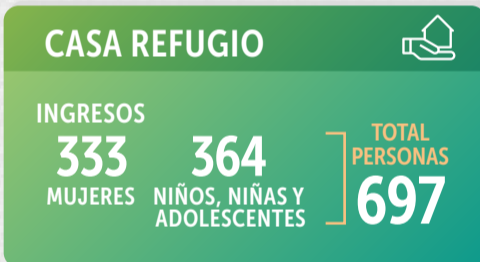 CASA REFUGIO
INGRESOS
333
MUJERES
364
NIÑOS, NIÑAS Y
ADOLESCENTES
TOTAL
PERSONAS
697